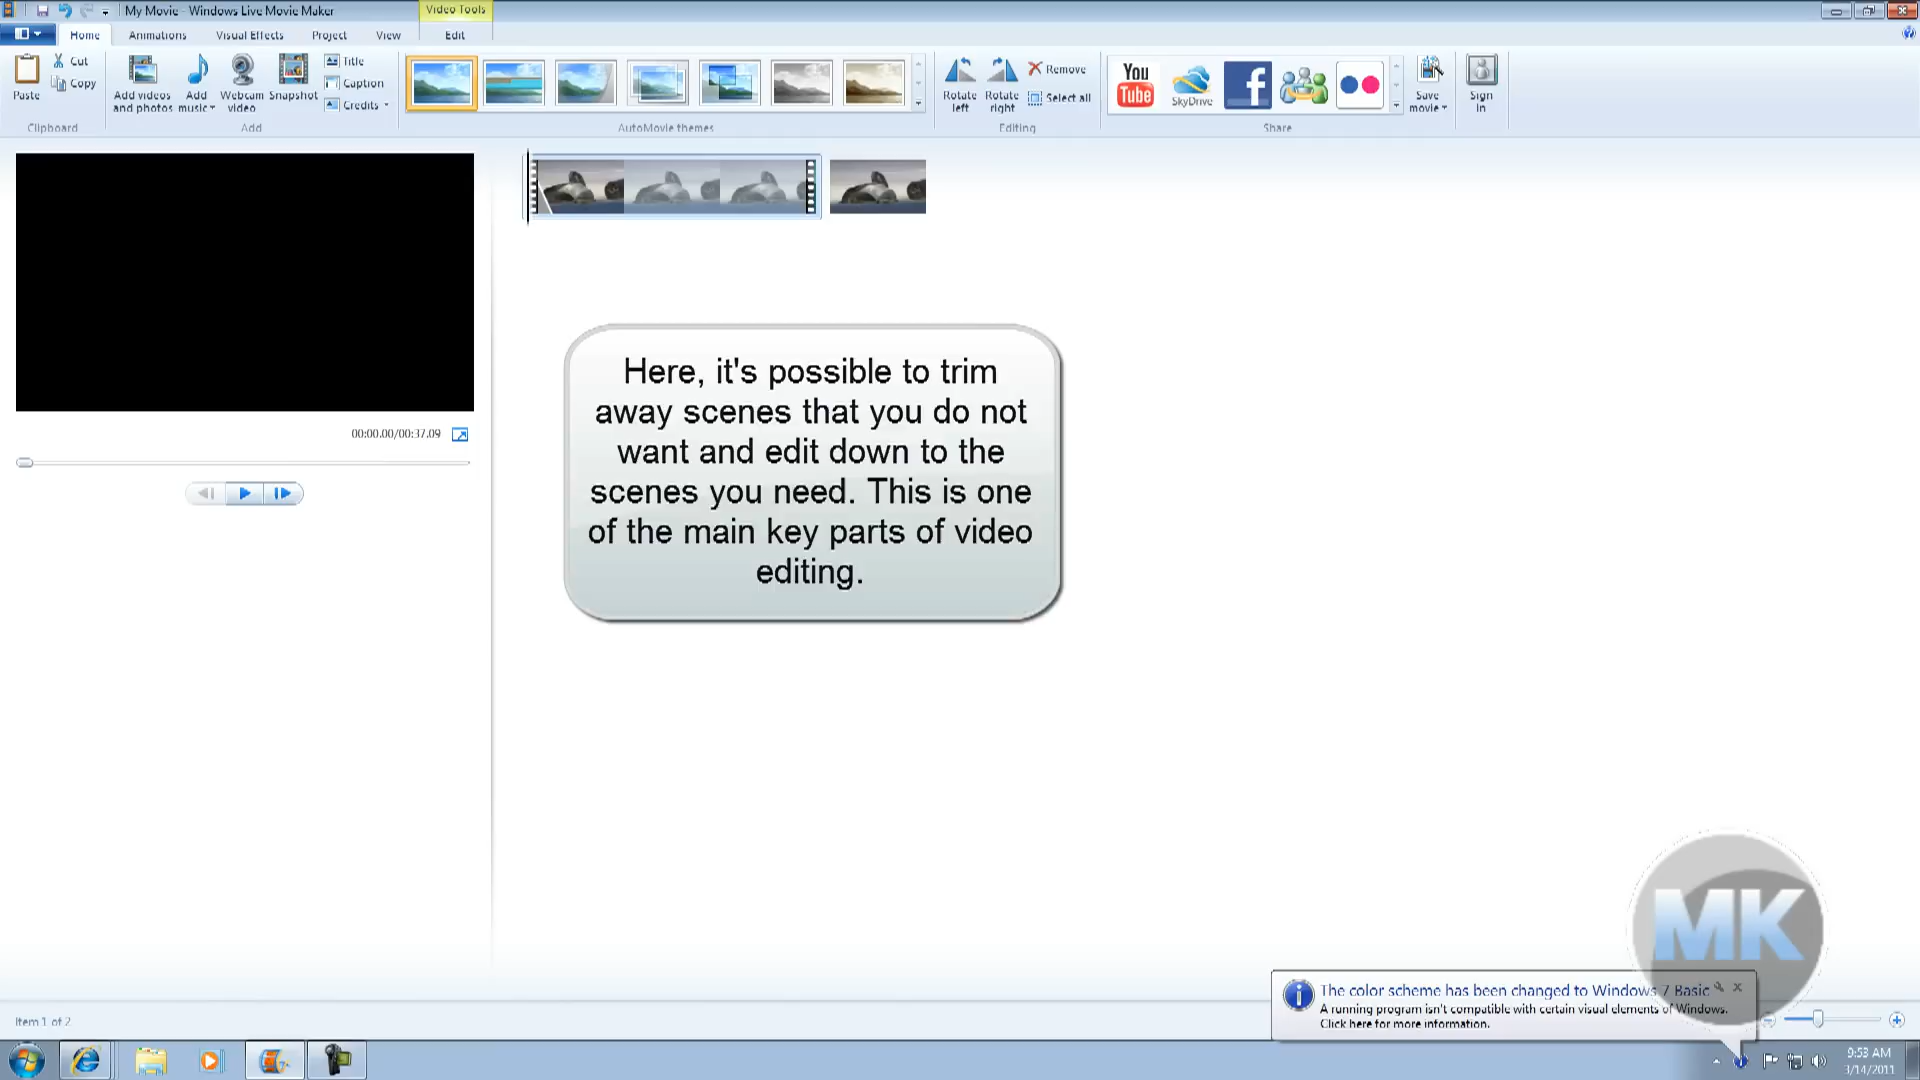 My Movie - Windows Live Movie Maker
Video Tools
Home
Animations
Visual Effects
Project
View
Edit
Paste
Cut
Copy
Clipboard
Add videos
and photos
Add
music
Webcam
video
Snapshot
Title
Caption
Credits
Add
AutoMovie themes
Rotate
left
Rotate
right
Remove
Select all
Editing
You
Tube
SkyDrive
Share
Save
movie
Sign
in
00:00.00/00:37.09
Here, it's possible to trim
away scenes that you do not
want and edit down to the
scenes you need. This is one
of the main key parts of video
editing.
MK
The color scheme has been changed to Windows 7 Basic
A running program isn't compatible with certain visual elements of Windows.
Click here for more information.
Item 1 of 2
9:53 AM
3/14/2011